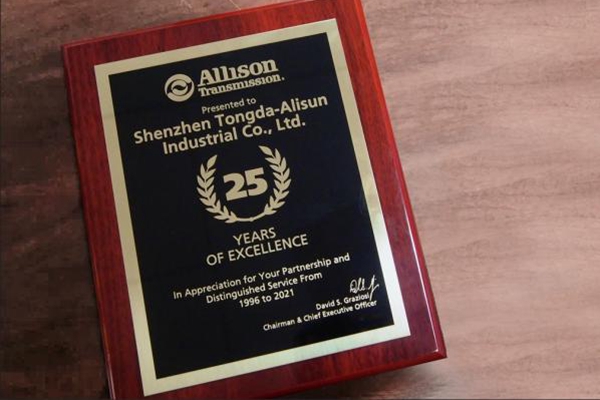 Allison
Transmission.
Presented to
Shenzhen Tongda-Alisun
Industrial Co., Ltd.
25
YEARS
OF EXCELLENCE
In Appreciation for Your Partnership and
Distinguished Service From
1996 to 2021
David S. Graziosi
Chairman & Chief Executive Officer